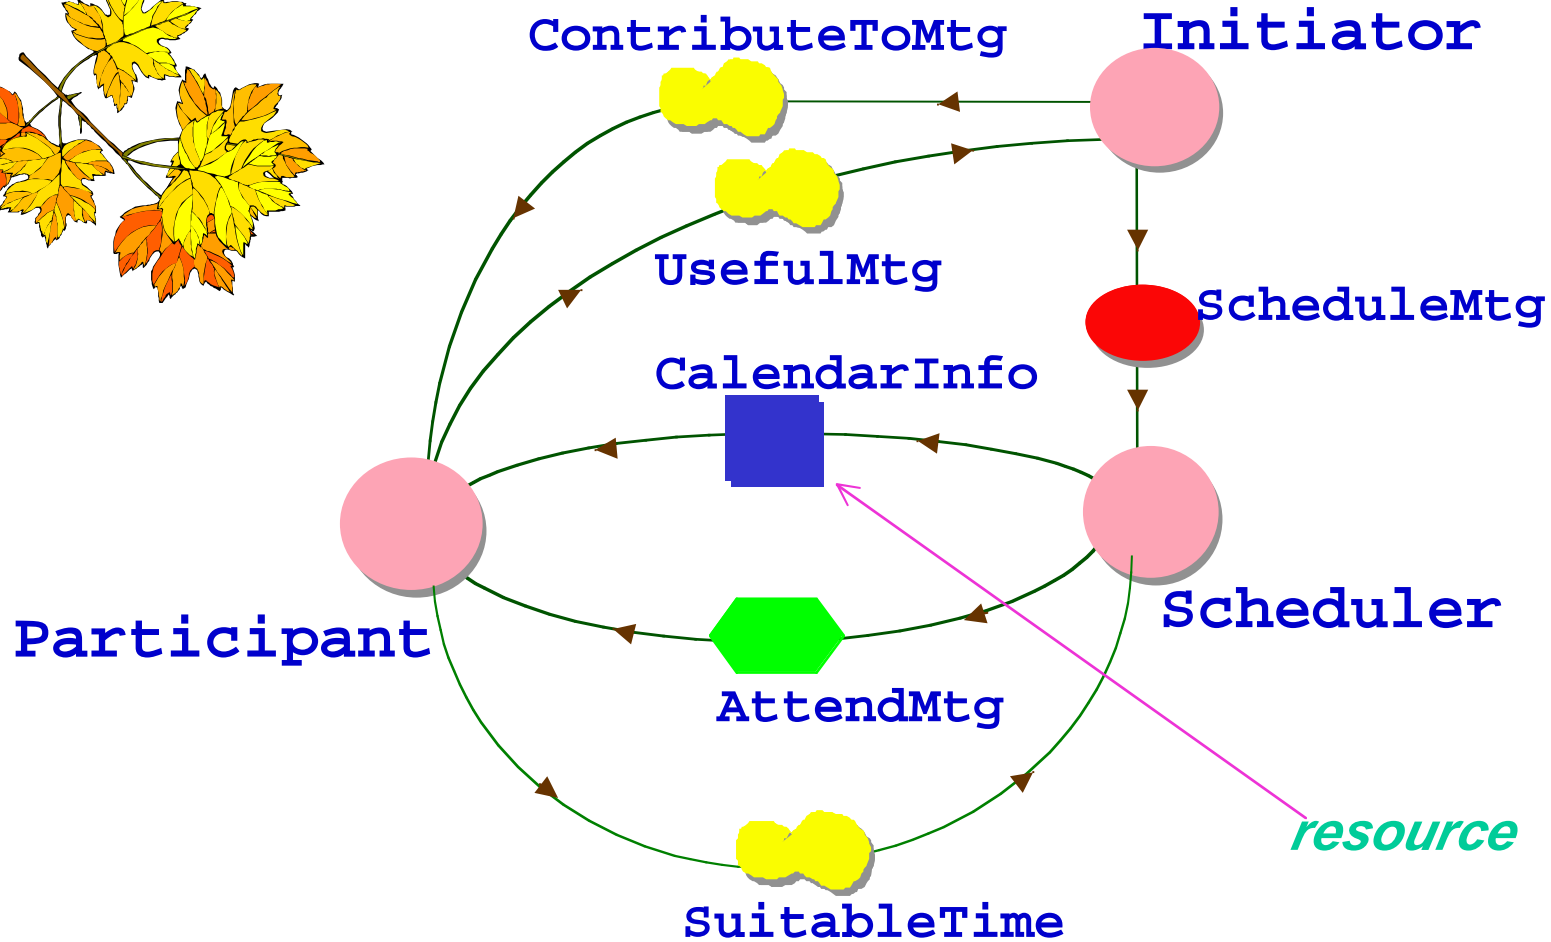 Initiator
ContributeToMtg
UsefulMtg
ScheduleMtg
CalendarInfo
Scheduler
Participant
AttendMtg
resource
SuitableTime